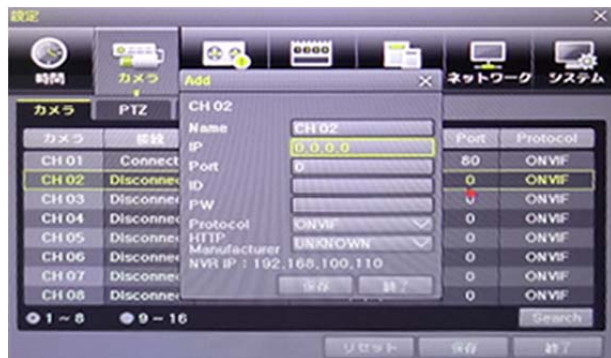 設定
時間 カメラ ネットワーク システム
カメラ PTZ
Add
CH 02
Name CH 02
IP 0.0.0.0
Port 0
ID
PW
Protocol ONVIF
HTTP
Manufacturer UNKNOWN
NVR IP : 192,168,100,110
保存 終了
カメラ 接続 Port Protocol
CH 01 Connect 80 ONVIF
CH 02 Disconne 0 ONVIF
CH 03 Disconne 0 ONVIF
CH 04 Disconne 0 ONVIF
CH 05 Disconne 0 ONVIF
CH 06 Disconne 0 ONVIF
CH 07 Disconne 0 ONVIF
CH 08 Disconne 0 ONVIF
1 ~ 8 9 ~ 16 Search
リセット 保存 終了